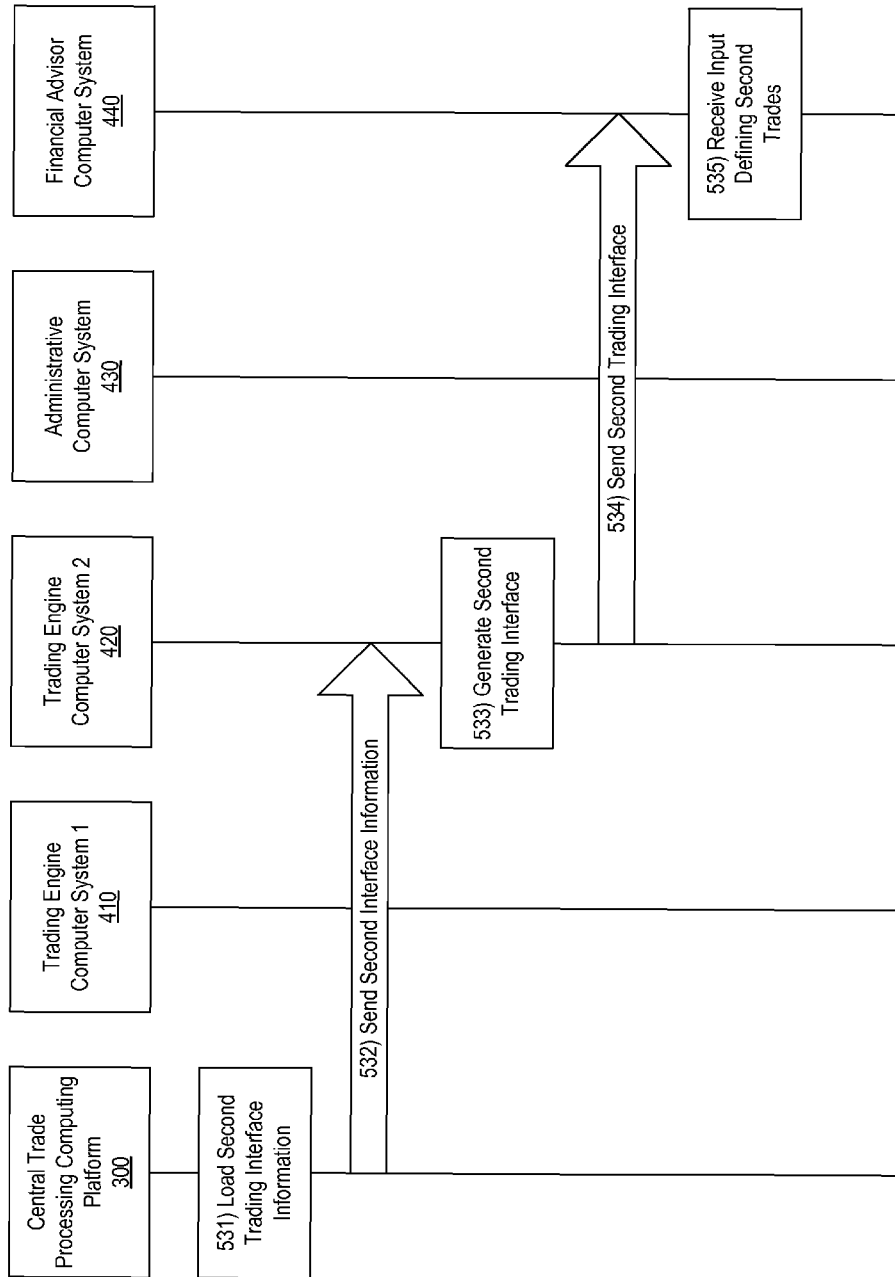 Central Trade
Processing Computing
Platform
300
Trading Engine
Computer System 1
410
Trading Engine
Computer System 2
420
Administrative
Computer System
430
Financial Advisor
Computer System
440
531) Load Second
Trading Interface
Information
532) Send Second Interface Information
533) Generate Second
Trading Interface
534) Send Second Trading Interface
535) Receive Input
Defining Second
Trades